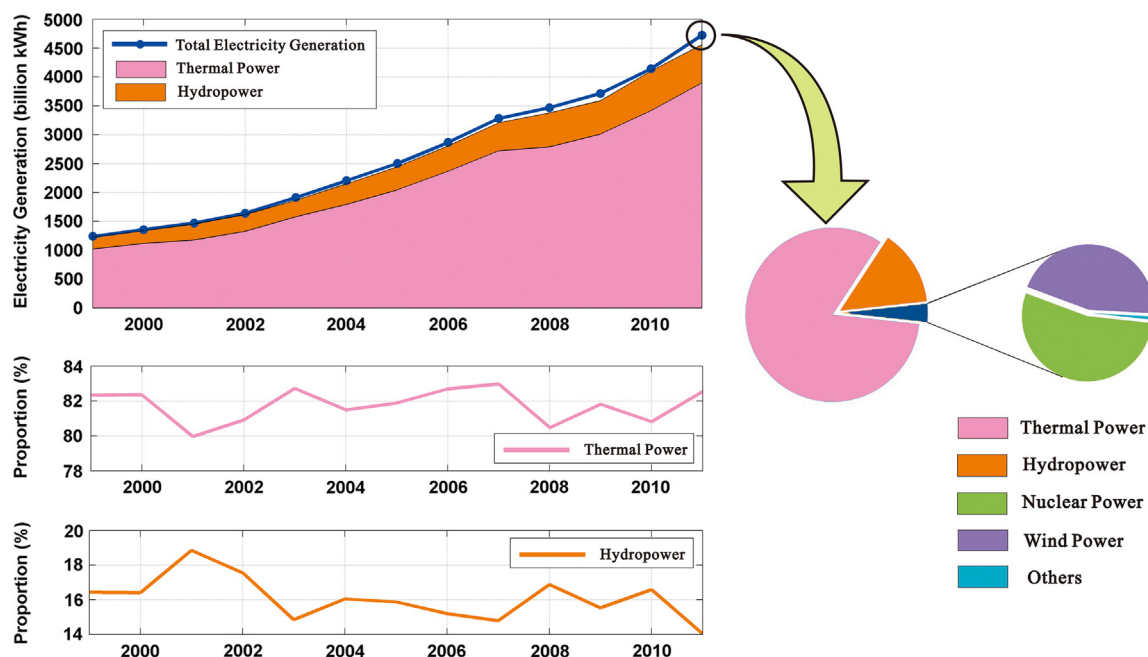 Electricity Generation (billion kWh)
5000
4500
4000
3500
3000
2500
2000
1500
1000
500
0
Total Electricity Generation
Thermal Power
Hydropower
2000 2002 2004 2006 2008 2010
Proportion (%)
84
82
80
78
Thermal Power
2000 2002 2004 2006 2008 2010
Proportion (%)
20
18
16
14
Hydropower
2000 2002 2004 2006 2008 2010
Thermal Power
Hydropower
Nuclear Power
Wind Power
Others